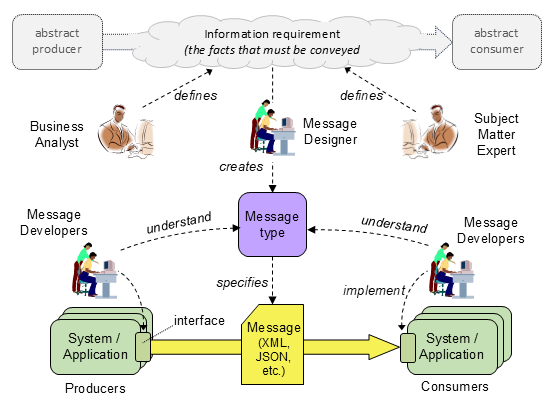 abstract
producer
Information requirement
(the facts that must be conveyed
abstract
consumer
defines
defines
Business
Analyst
Message
Designer
Subject
Matter
Expert
creates
Message
Developers
understand
Message
type
understand
Message
Developers
specifies
implement
interface
System /
Application
Message
(XML,
JSON,
etc.)
System /
Application
Producers
Consumers